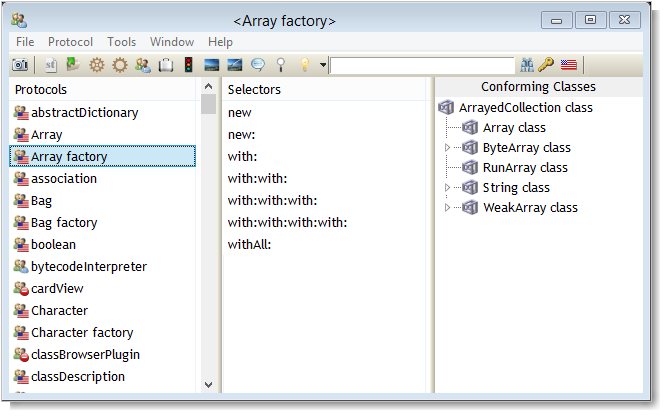 <Array factory>
File Protocol Tools Window Help
st
Protocols
abstractDictionary
Array
Array factory
association
Bag
Bag factory
boolean
bytecodeInterpreter
cardView
Character
Character factory
classBrowserPlugin
classDescription
Selectors
new
new:
with:
with:with:
with:with:with:
with:with:with:with:
withAll:
Conforming Classes
ArrayedCollection class
Array class
ByteArray class
RunArray class
String class
WeakArray class